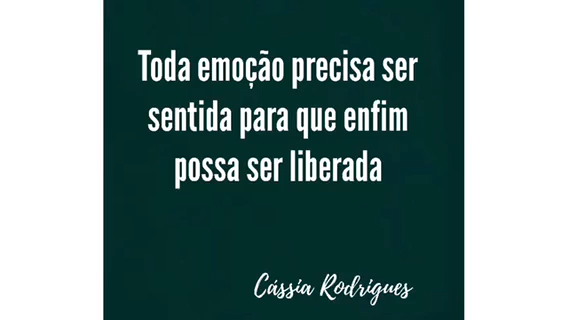 Toda emoção precisa ser
sentida para que enfim
possa ser liberada
Cássia Rodrigues